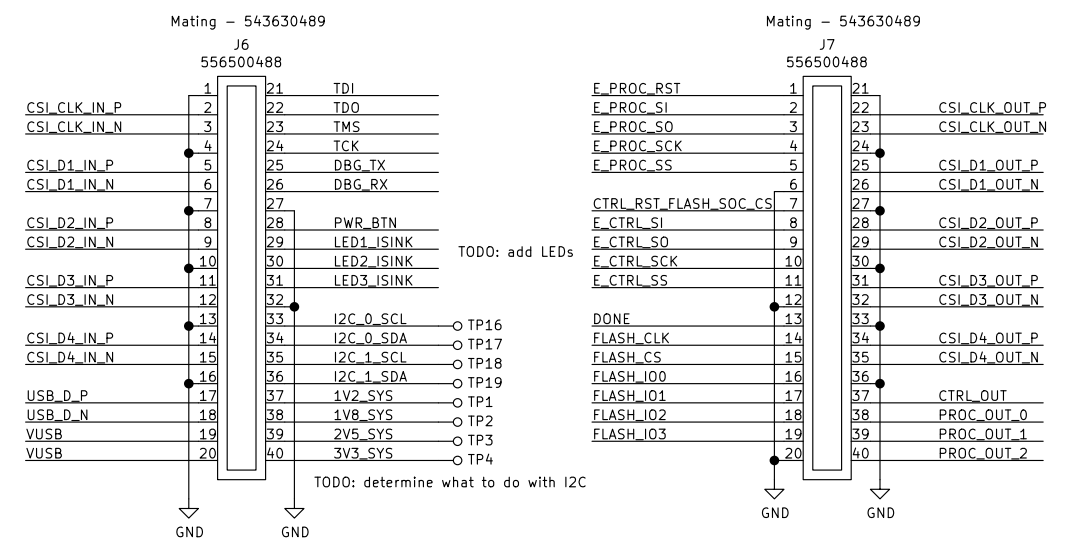 Mating - 543630489
J6
556500488
1 21 TDI
CSI_CLK_IN_P 2 22 TDO
CSI_CLK_IN_N 3 23 TMS
4 24 TCK
CSI_D1_IN_P 5 25 DBG_TX
CSI_D1_IN_N 6 26 DBG_RX
7 27
CSI_D2_IN_P 8 28 PWR_BTN
CSI_D2_IN_N 9 29 LED1_ISINK
10 30 LED2_ISINK
CSI_D3_IN_P 11 31 LED3_ISINK
CSI_D3_IN_N 12 32
13 33 I2C_0_SCL TP16
CSI_D4_IN_P 14 34 I2C_0_SDA TP17
CSI_D4_IN_N 15 35 I2C_1_SCL TP18
16 36 I2C_1_SDA TP19
USB_D_P 17 37 1V2_SYS TP1
USB_D_N 18 38 1V8_SYS TP2
VUSB 19 39 2V5_SYS TP3
VUSB 20 40 3V3_SYS TP4
TODO: add LEDs
TODO: determine what to do with I2C
GND GND
Mating - 543630489
J7
556500488
E_PROC_RST 1 21
E_PROC_SI 2 22 CSI_CLK_OUT_P
E_PROC_SO 3 23 CSI_CLK_OUT_N
E_PROC_SCK 4 24
E_PROC_SS 5 25 CSI_D1_OUT_P
6 26 CSI_D1_OUT_N
CTRL_RST_FLASH_SOC_CS 7 27
E_CTRL_SI 8 28 CSI_D2_OUT_P
E_CTRL_SO 9 29 CSI_D2_OUT_N
E_CTRL_SCK 10 30
E_CTRL_SS 11 31 CSI_D3_OUT_P
12 32 CSI_D3_OUT_N
DONE 13 33
FLASH_CLK 14 34 CSI_D4_OUT_P
FLASH_CS 15 35 CSI_D4_OUT_N
FLASH_IO0 16 36
FLASH_IO1 17 37 CTRL_OUT
FLASH_IO2 18 38 PROC_OUT_0
FLASH_IO3 19 39 PROC_OUT_1
20 40 PROC_OUT_2
GND GND